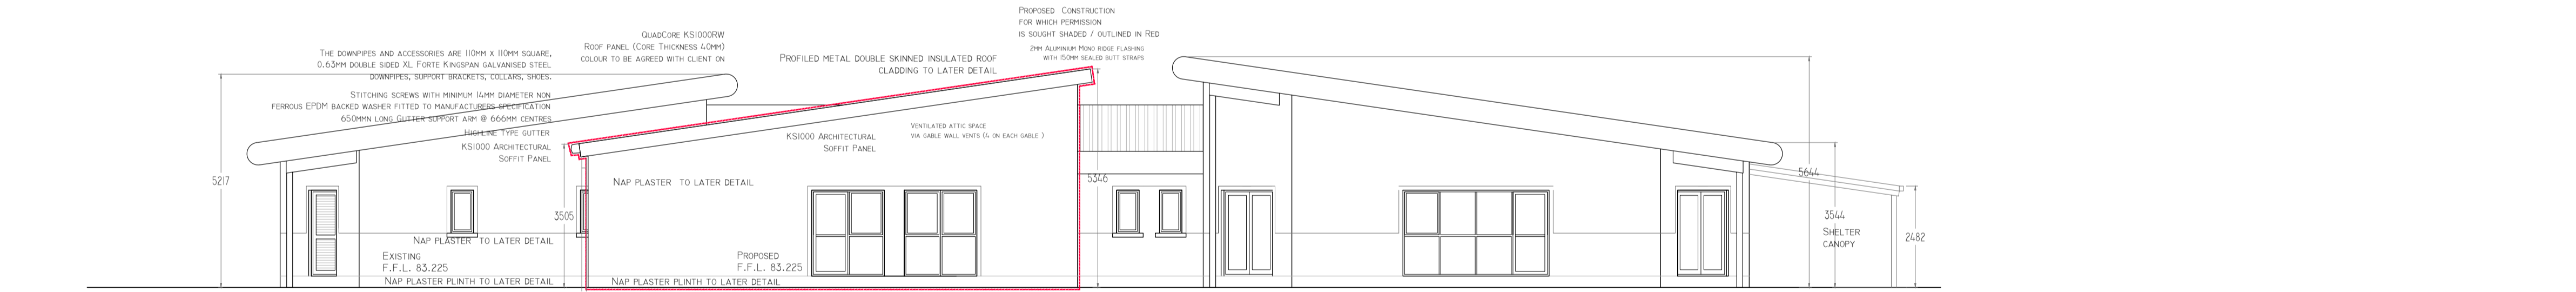 Proposed Construction
for which permission
is sought shaded / outlined in Red
2mm Aluminium Mono ridge flashing
with 150mm sealed butt straps
QuadCore KS1000RW
Roof panel (Core Thickness 40mm)
colour to be agreed with client on
Profiled metal double skinned insulated roof
cladding to later detail
The downpipes and accessories are 110mm x 110mm square,
0.63mm double sided XL Forte Kingspan galvanised steel
downpipes, support brackets, collars, shoes.
Stitching screws with minimum 14mm diameter non
ferrous EPDM backed washer fitted to manufacturers specification
650mmn long Gutter support arm @ 666mm centres
Highline type gutter
KS1000 Architectural
Soffit Panel
KS1000 Architectural
Soffit Panel
Ventilated attic space
via gable wall vents (4 on each gable )
5217
Nap plaster to later detail
5346
5644
3505
3544
Shelter
canopy
2482
Nap plaster to later detail
Existing
F.F.L. 83.225
Proposed
F.F.L. 83.225
Nap plaster plinth to later detail
Nap plaster plinth to later detail